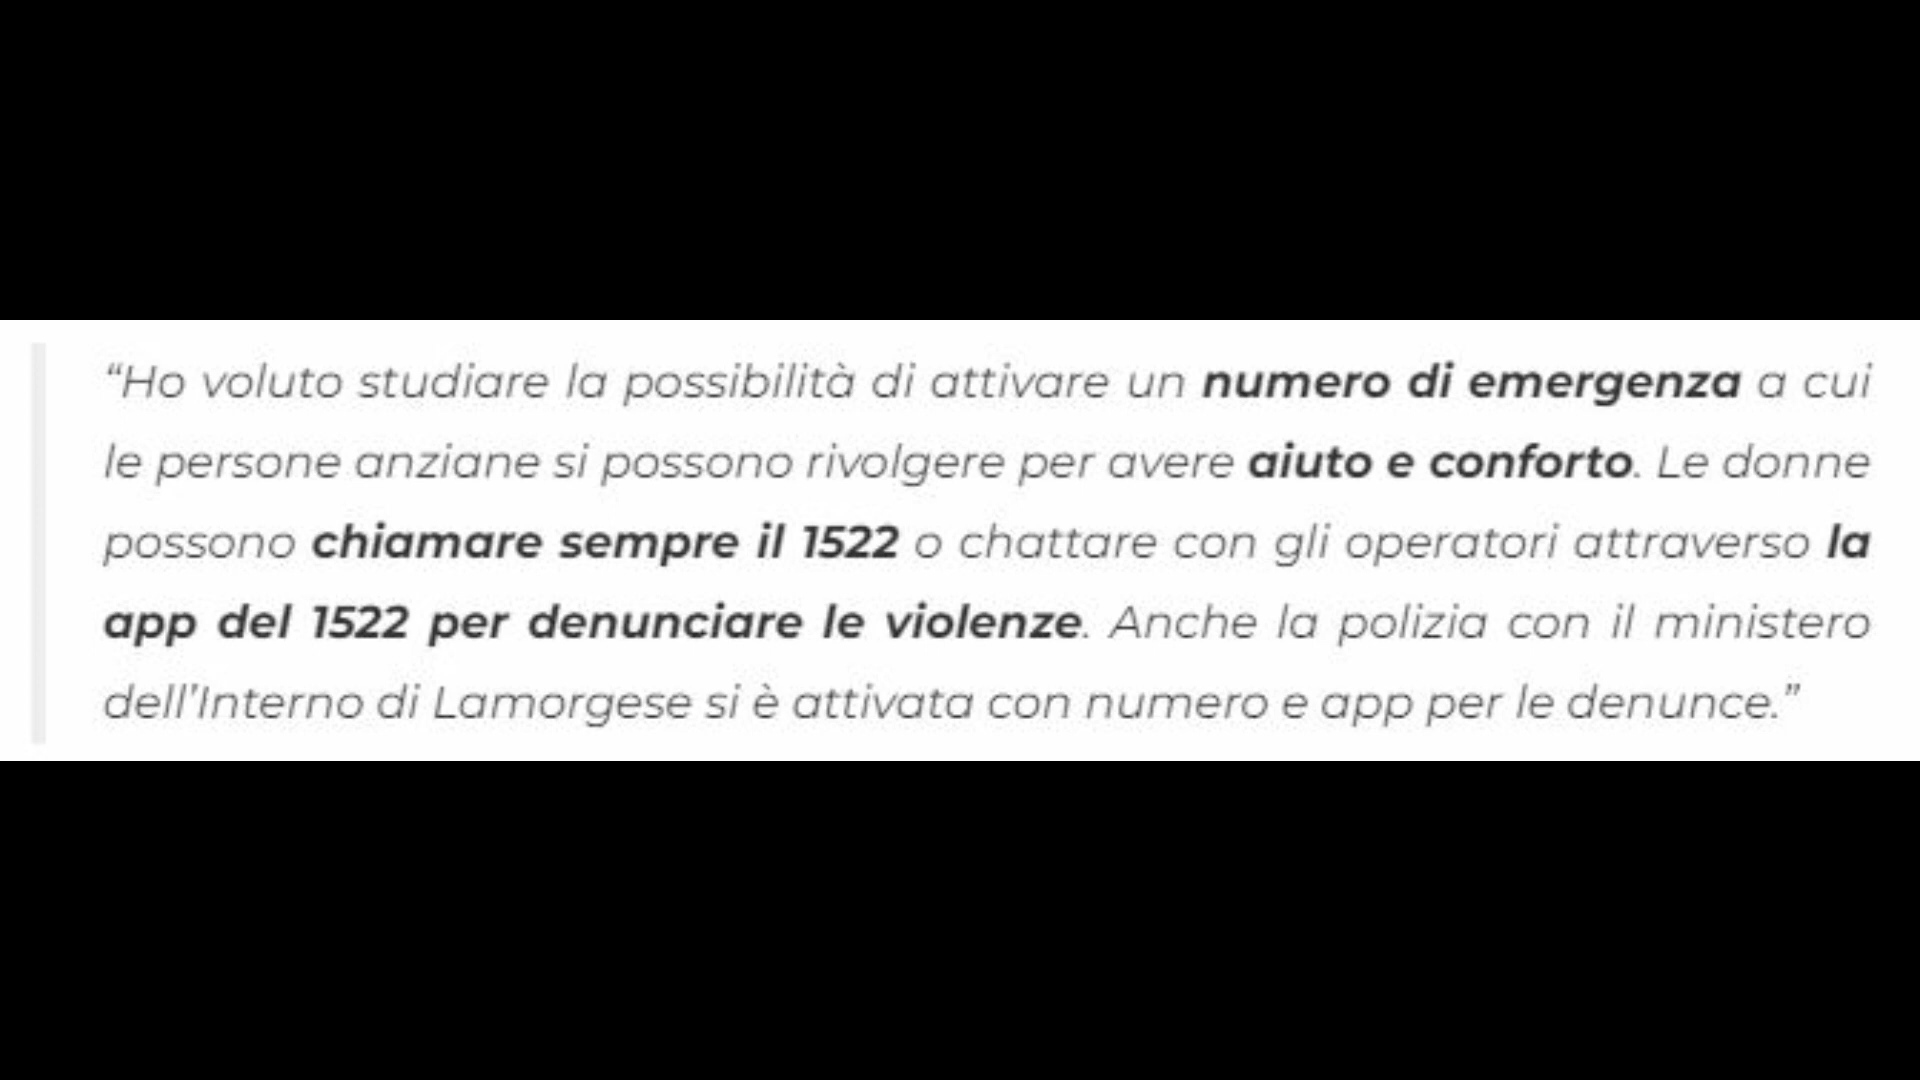 “Ho voluto studiare la possibilità di attivare un numero di emergenza a cui
le persone anziane si possono rivolgere per avere aiuto e conforto. Le donne
possono chiamare sempre il 1522 o chattare con gli operatori attraverso la
app del 1522 per denunciare le violenze. Anche la polizia con il ministero
dell’Interno di Lamorgese si è attivata con numero e app per le denunce.”